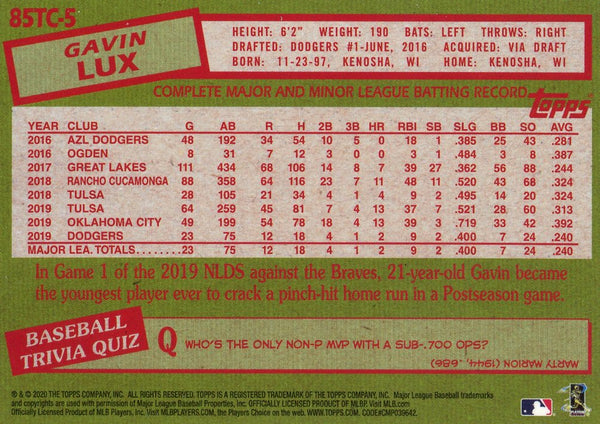 85TC-5
GAVIN
LUX
HEIGHT: 6'2" WEIGHT: 190 BATS: LEFT THROWS: RIGHT
DRAFTED: DODGERS #1-JUNE, 2016 ACQUIRED: VIA DRAFT
BORN: 11-23-97, KENOSHA, WI HOME: KENOSHA, WI
COMPLETE MAJOR AND MINOR LEAGUE BATTING RECORD
Topps
YEAR CLUB G AB R H 2B 3B HR RBI SB SLG BB SO AVG
2016 AZL DODGERS 48 192 34 54 10 5 0 18 1 .385 25 43 .281
2016 OGDEN 8 31 7 12 3 0 0 3 1 .484 3 8 .387
2017 GREAT LAKES 111 434 68 106 14 8 7 39 27 .362 56 88 .244
2018 RANCHO CUCAMONGA 88 358 64 116 23 7 11 48 11 .520 43 68 .324
2018 TULSA 28 105 21 34 4 1 4 9 2 .495 14 20 .324
2019 TULSA 64 259 45 81 7 4 13 37 7 .521 28 60 .313
2019 OKLAHOMA CITY 49 199 54 78 18 4 13 39 3 .719 33 42 .392
2019 DODGERS 23 75 12 18 4 1 2 9 2 .400 7 24 .240
MAJOR LEA. TOTALS 23 75 12 18 4 1 2 9 2 .400 7 24 .240
In Game 1 of the 2019 NLDS against the Braves, 21-year-old Gavin became
the youngest player ever to crack a pinch-hit home run in a Postseason game.
BASEBALL
TRIVIA QUIZ
Q WHO'S THE ONLY NON-P MVP WITH A SUB-.700 OPS?
MARTY MARION (1944, .686)
® & © 2020 THE TOPPS COMPANY, INC. ALL RIGHTS RESERVED. TOPPS IS A REGISTERED TRADEMARK OF THE TOPPS COMPANY, INC. Major League Baseball trademarks
and copyrights are used with permission of Major League Baseball Properties, Inc. OFFICIALLY LICENSED PRODUCT OF MLBP. Visit MLB.com
Officially Licensed Product of MLB Players, Inc. Visit MLBPLAYERS.com, the Players Choice on the web. WWW.TOPPS.COM. CODE#CMP039642.